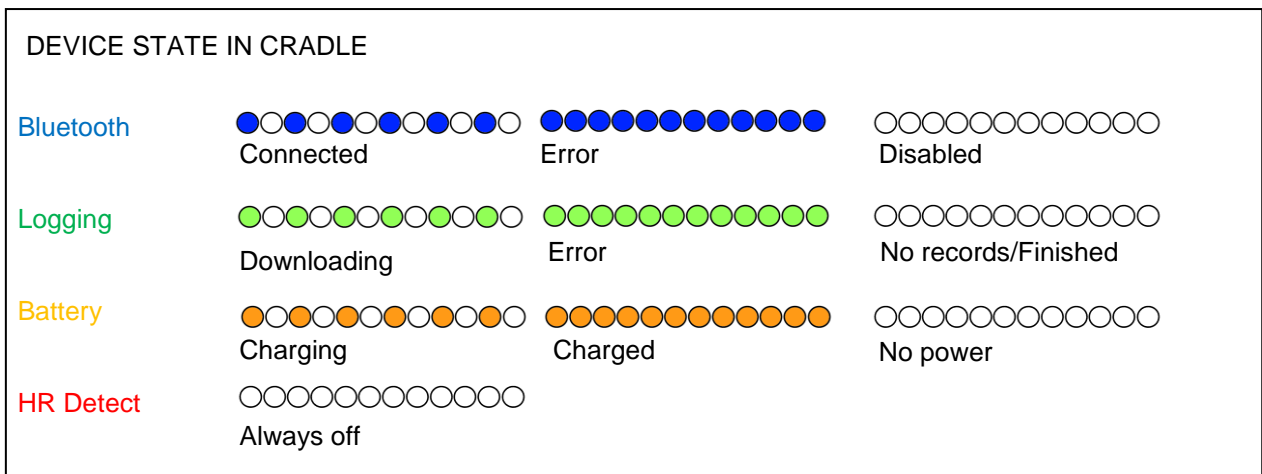 DEVICE STATE IN CRADLE
Bluetooth
Connected
Error
Disabled
Logging
Downloading
Error
No records/Finished
Battery
Charging
Charged
No power
HR Detect
Always off